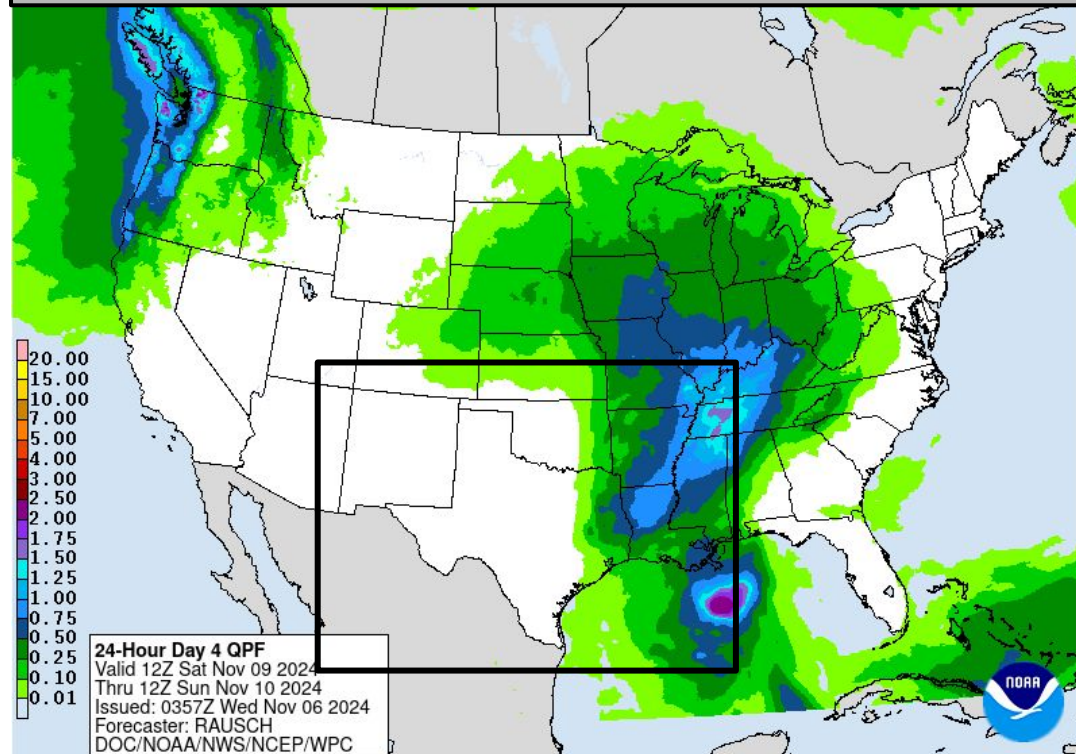 20.00
15.00
10.00
7.00
5.00
4.00
3.00
2.50
2.00
1.75
1.50
1.25
1.00
0.75
0.50
0.25
0.10
0.01
24-Hour Day 4 QPF
Valid 12Z Sat Nov 09 2024
Thru 12Z Sun Nov 10 2024
Issued: 0357Z Wed Nov 06 2024
Forecaster: RAUSCH
DOC/NOAA/NWS/NCEP/WPC
NOAA